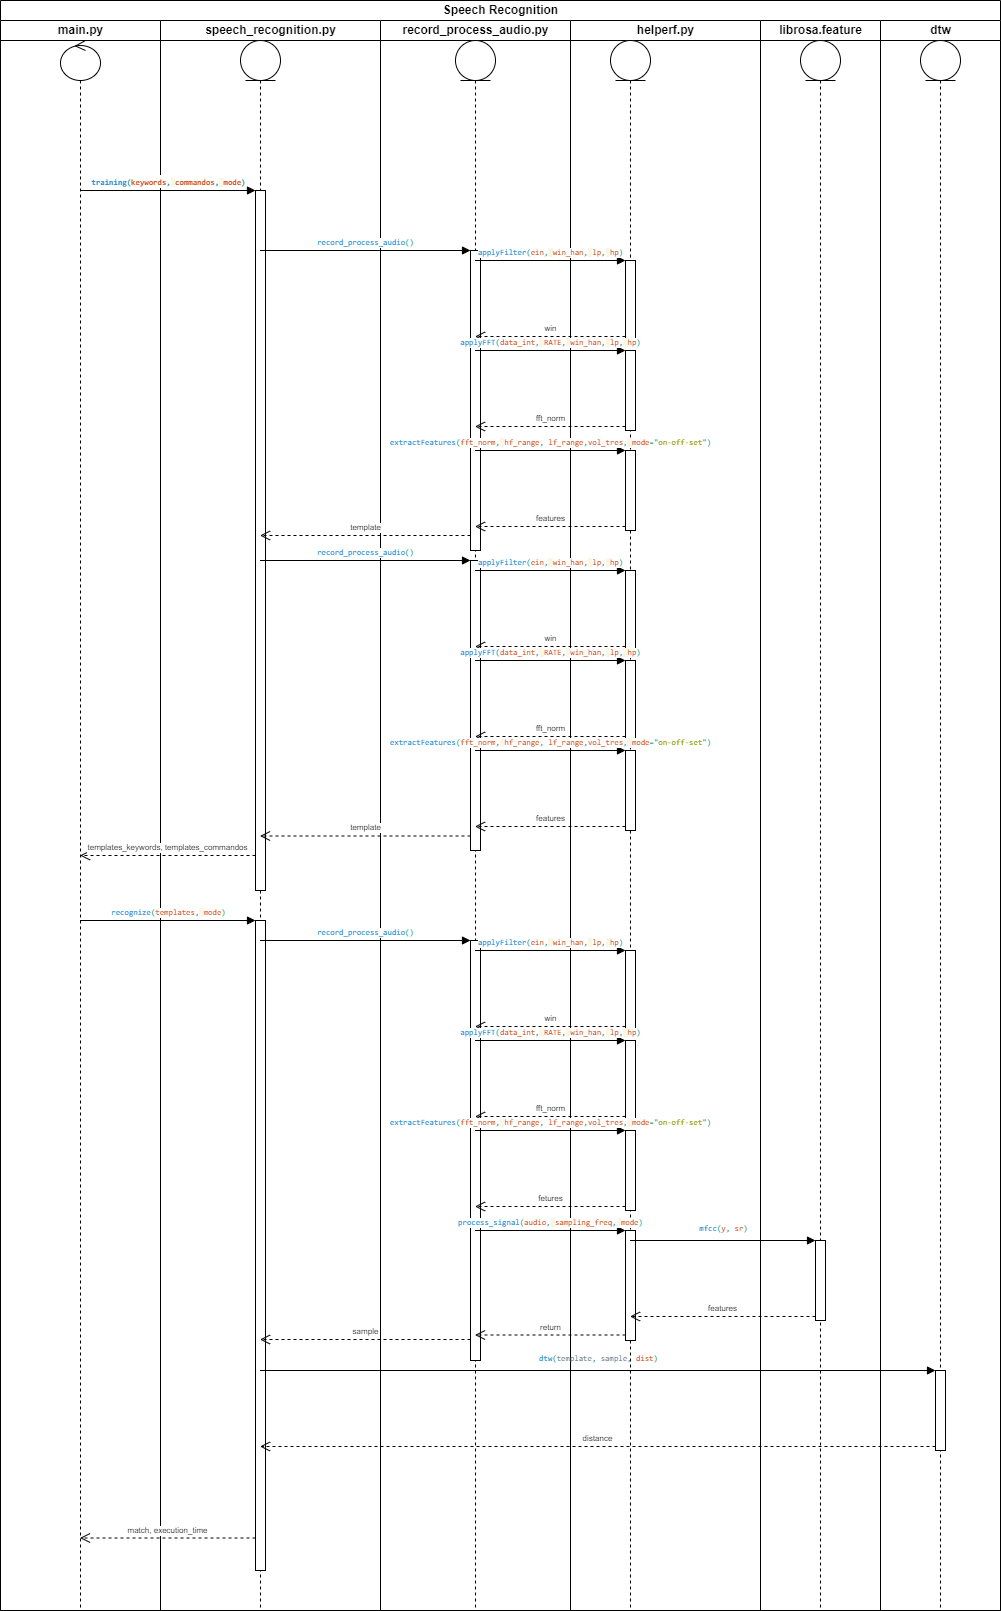 Speech Recognition
main.py
speech_recognition.py
record_process_audio.py
helperf.py
librosa.feature
dtw
training(keywords, commandos, mode)
record_process_audio()
applyFilter(ein, win_han, lp, hp)
win
applyFFT(data_int, RATE, win_han, lp, hp)
fft_norm
extractFeatures(fft_norm, hf_range, lf_range,vol_tres, mode="on-off-set")
features
template
record_process_audio()
applyFilter(ein, win_han, lp, hp)
win
applyFFT(data_int, RATE, win_han, lp, hp)
fft_norm
extractFeatures(fft_norm, hf_range, lf_range,vol_tres, mode="on-off-set")
features
template
templates_keywords, templates_commandos
recognize(templates, mode)
record_process_audio()
applyFilter(ein, win_han, lp, hp)
win
applyFFT(data_int, RATE, win_han, lp, hp)
fft_norm
extractFeatures(fft_norm, hf_range, lf_range,vol_tres, mode="on-off-set")
fetures
process_signal(audio, sampling_freq, mode)
mfcc(y, sr)
features
return
sample
dtw(template, sample, dist)
distance
match, execution_time